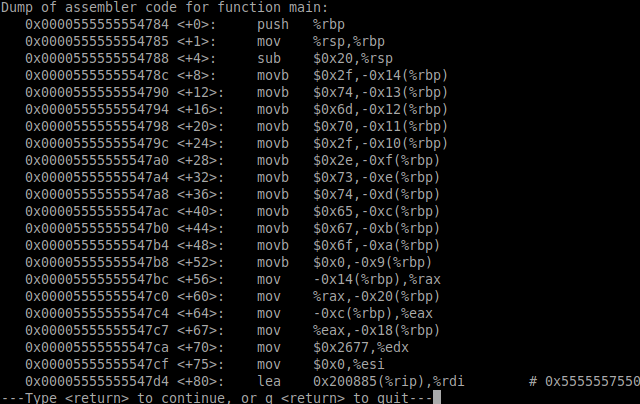 Dump of assembler code for function main:
   0x0000555555554784 <+0>:	push   %rbp
   0x0000555555554785 <+1>:	mov    %rsp,%rbp
   0x0000555555554788 <+4>:	sub    $0x20,%rsp
   0x000055555555478c <+8>:	movb   $0x2f,-0x14(%rbp)
   0x0000555555554790 <+12>:	movb   $0x74,-0x13(%rbp)
   0x0000555555554794 <+16>:	movb   $0x6d,-0x12(%rbp)
   0x0000555555554798 <+20>:	movb   $0x70,-0x11(%rbp)
   0x000055555555479c <+24>:	movb   $0x2f,-0x10(%rbp)
   0x00005555555547a0 <+28>:	movb   $0x2e,-0xf(%rbp)
   0x00005555555547a4 <+32>:	movb   $0x73,-0xe(%rbp)
   0x00005555555547a8 <+36>:	movb   $0x74,-0xd(%rbp)
   0x00005555555547ac <+40>:	movb   $0x65,-0xc(%rbp)
   0x00005555555547b0 <+44>:	movb   $0x67,-0xb(%rbp)
   0x00005555555547b4 <+48>:	movb   $0x6f,-0xa(%rbp)
   0x00005555555547b8 <+52>:	movb   $0x0,-0x9(%rbp)
   0x00005555555547bc <+56>:	mov    -0x14(%rbp),%rax
   0x00005555555547c0 <+60>:	mov    %rax,-0x20(%rbp)
   0x00005555555547c4 <+64>:	mov    -0xc(%rbp),%eax
   0x00005555555547c7 <+67>:	mov    %eax,-0x18(%rbp)
   0x00005555555547ca <+70>:	mov    $0x2677,%edx
   0x00005555555547cf <+75>:	mov    $0x0,%esi
   0x00005555555547d4 <+80>:	lea    0x200885(%rip),%rdi        # 0x5555557550
---Type <return> to continue, or q <return> to quit---